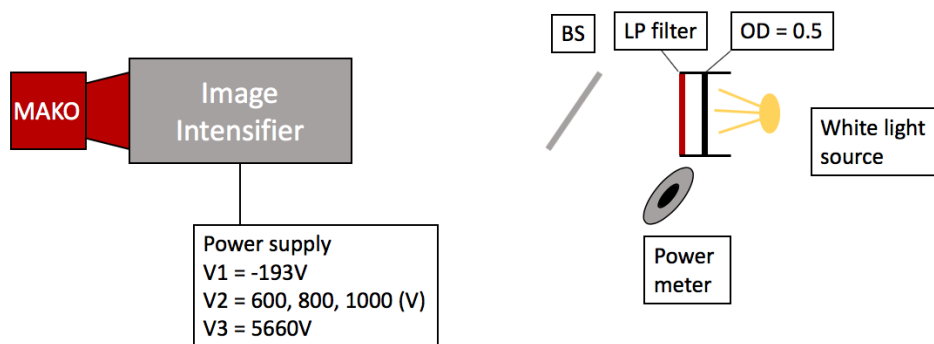 BS
LP filter
OD = 0.5
MAKO
Image
Intensifier
White light
source
Power supply
V1 = -193V
V2 = 600, 800, 1000 (V)
V3 = 5660V
Power
meter